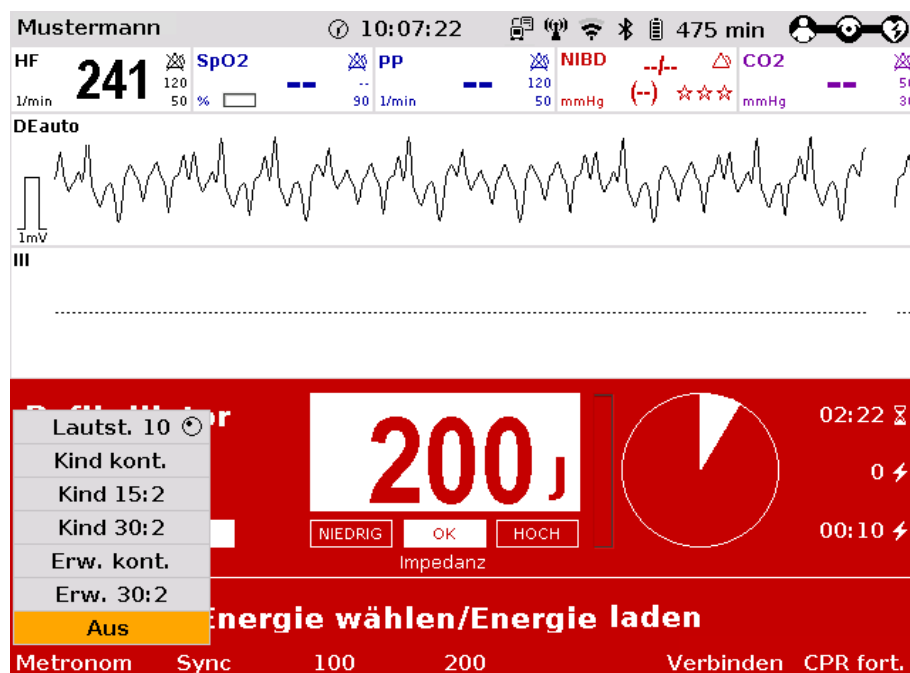 Mustermann 10:07:22 475 min
HF 241 120 50 1/min
SpO2 -- -- 90 %
PP -- 120 50 1/min
NIBD --/-- (--) mmHg
CO2 -- mmHg
DEauto
1mV
III
200 J
NIEDRIG OK HOCH
Impedanz
02:22
0
00:10
Lautst. 10
Kind kont.
Kind 15:2
Kind 30:2
Erw. kont.
Erw. 30:2
Aus
Energie wählen/Energie laden
Metronom Sync 100 200 Verbinden CPR fort.